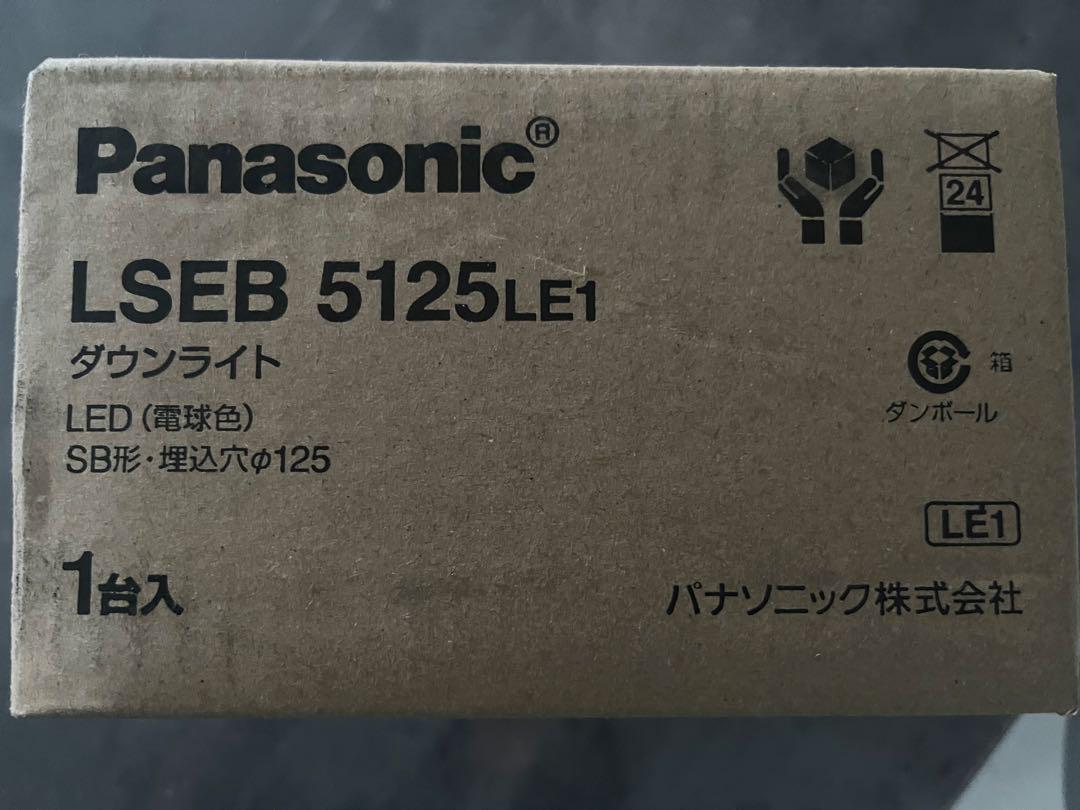 Panasonic®
24
LSEB 5125LE1
ダウンライト
箱
ダンボール
LED(電球色)
SB形・埋込穴φ125
LE1
1台入
パナソニック株式会社